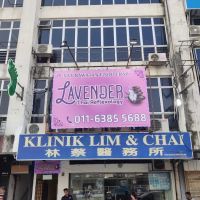 LAVENDER
Thai Reflexology
011-6385 5688
KLINIK LIM & CHAI
林蔡醫務所